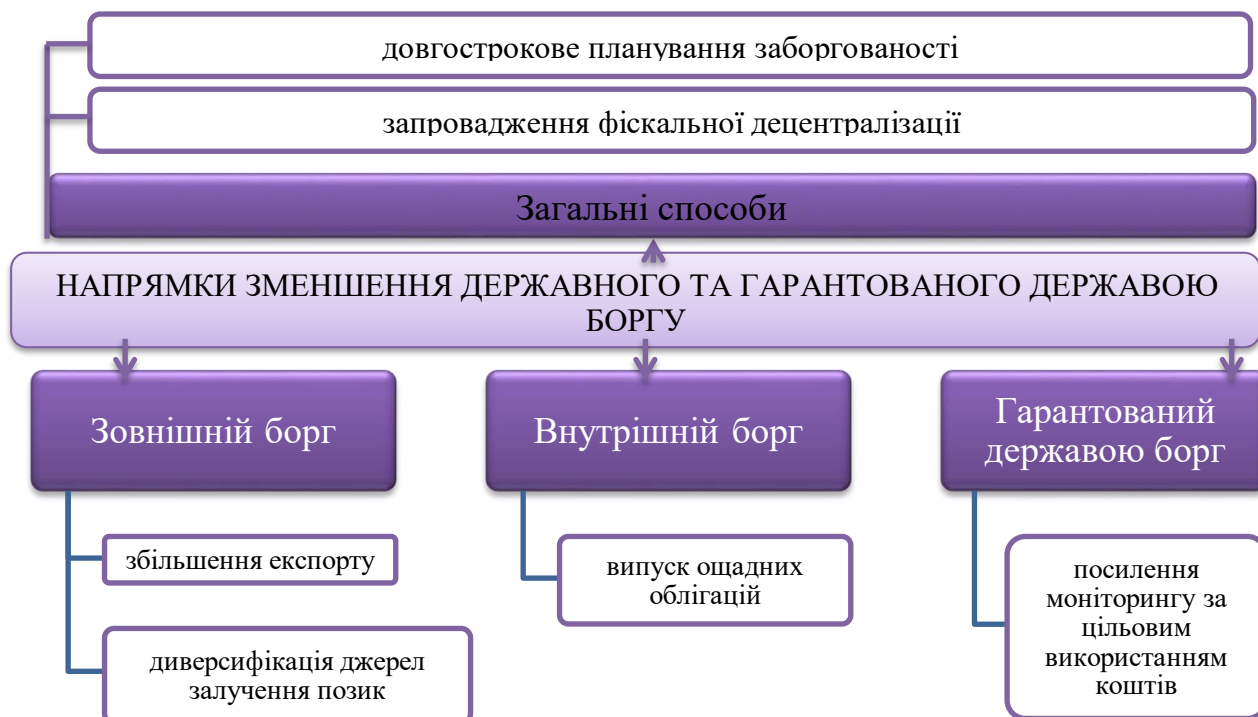 довгострокове планування заборгованості
запровадження фіскальної децентралізації
Загальні способи
НАПРЯМКИ ЗМЕНШЕННЯ ДЕРЖАВНОГО ТА ГАРАНТОВАНОГО ДЕРЖАВОЮ
БОРГУ
Зовнішній борг
Внутрішній борг
Гарантований
державою борг
збільшення експорту
диверсифікація джерел
залучення позик
випуск ощадних
облігацій
посилення
моніторингу за
цільовим
використанням
коштів